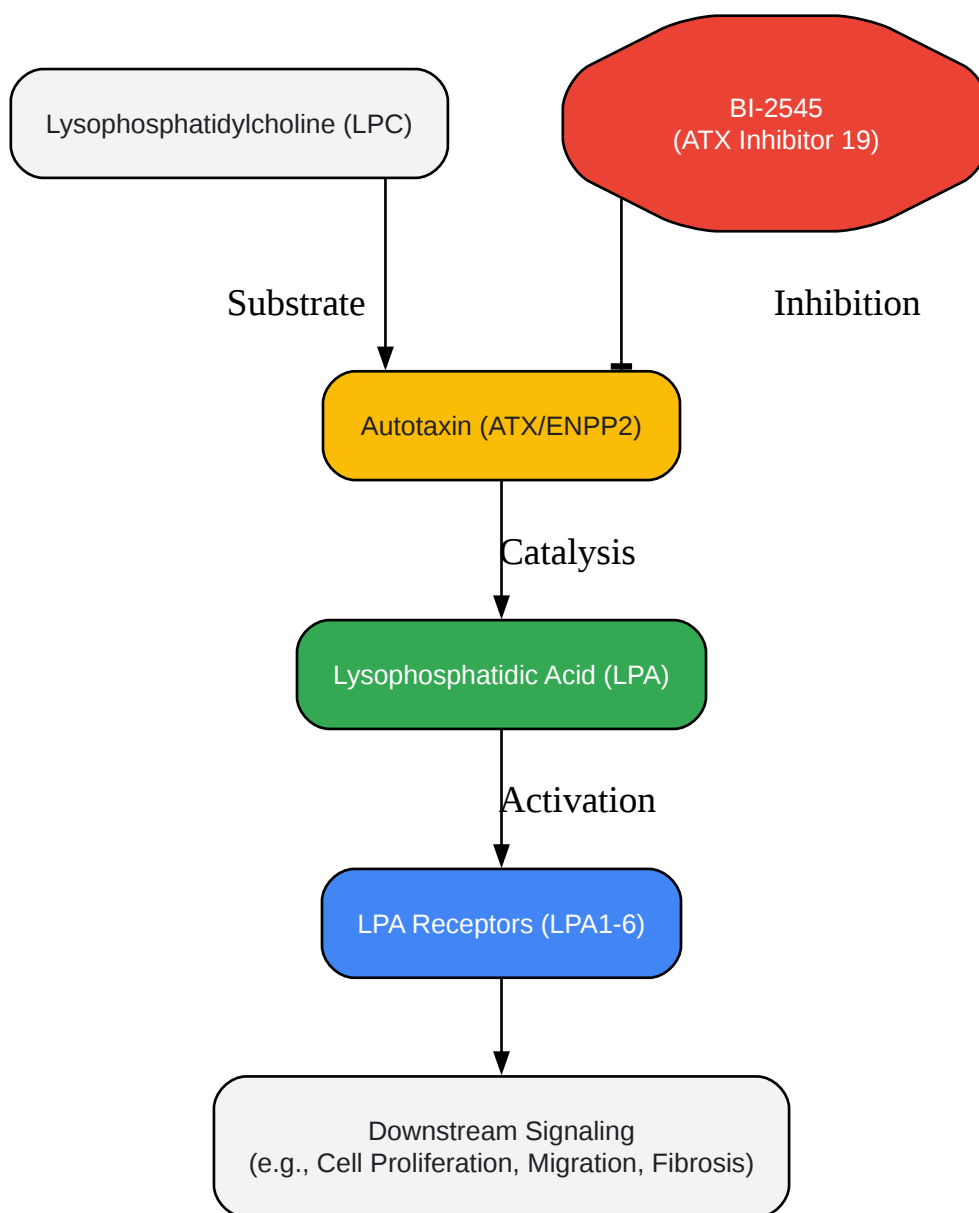 Lysophosphatidylcholine (LPC)
BI-2545
(ATX Inhibitor 19)
Substrate
Inhibition
Autotaxin (ATX/ENPP2)
Catalysis
Lysophosphatidic Acid (LPA)
Activation
LPA Receptors (LPA1-6)
Downstream Signaling
(e.g., Cell Proliferation, Migration, Fibrosis)